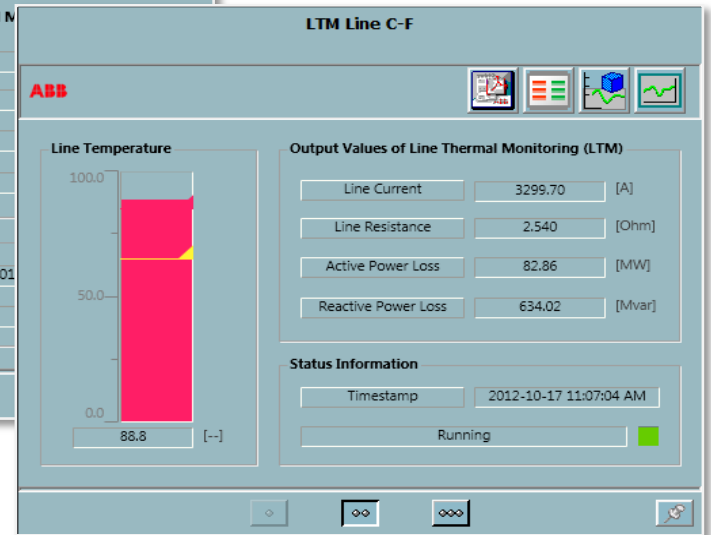 LTM Line C-F
ABB
Line Temperature
100.0
50.0
0.0
88.8 [--]
Output Values of Line Thermal Monitoring (LTM)
Line Current 3299.70 [A]
Line Resistance 2.540 [Ohm]
Active Power Loss 82.86 [MW]
Reactive Power Loss 634.02 [Mvar]
Status Information
Timestamp 2012-10-17 11:07:04 AM
Running
M
01